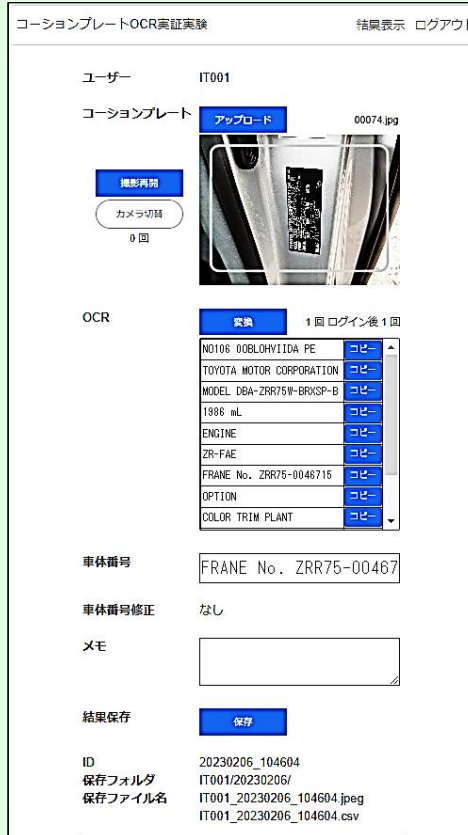 コーションプレートOCR実証実験 結果表示 ログアウト
ユーザー IT001
コーションプレート アップロード 00074.jpg
撮影再開
カメラ切替
0 回
OCR 変換 1 回 ログイン後 1 回
NO106 OOBLOHYIIDA PE コピー
TOYOTA MOTOR CORPORATION コピー
MODEL DBA-ZRR75W-BRXSP-B コピー
1986 mL コピー
ENGINE コピー
ZR-FAE コピー
FRANE No. ZRR75-0046715 コピー
OPTION コピー
COLOR TRIM PLANT コピー
車体番号 FRANE No. ZRR75-00467
車体番号修正 なし
メモ
結果保存 保存
ID 20230206_104604
保存フォルダ IT001/20230206/
保存ファイル名 IT001_20230206_104604.jpeg
IT001_20230206_104604.csv